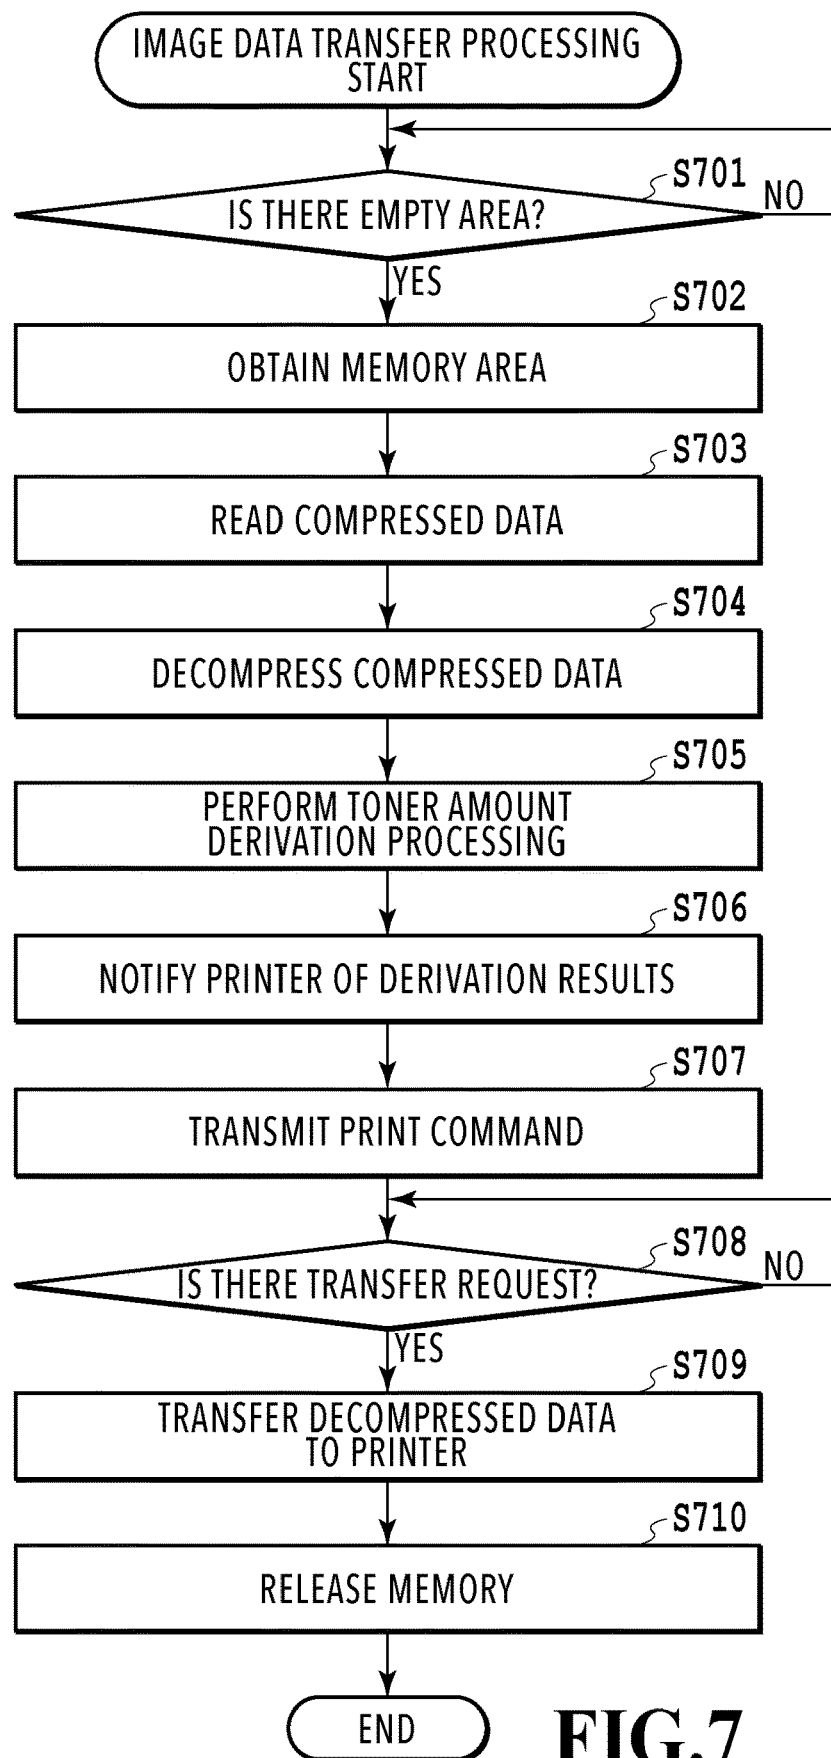 IMAGE DATA TRANSFER PROCESSING
START
S701
IS THERE EMPTY AREA?
NO
YES
S702
OBTAIN MEMORY AREA
S703
READ COMPRESSED DATA
S704
DECOMPRESS COMPRESSED DATA
S705
PERFORM TONER AMOUNT
DERIVATION PROCESSING
S706
NOTIFY PRINTER OF DERIVATION RESULTS
S707
TRANSMIT PRINT COMMAND
S708
IS THERE TRANSFER REQUEST?
NO
YES
S709
TRANSFER DECOMPRESSED DATA
TO PRINTER
S710
RELEASE MEMORY
END
FIG.7